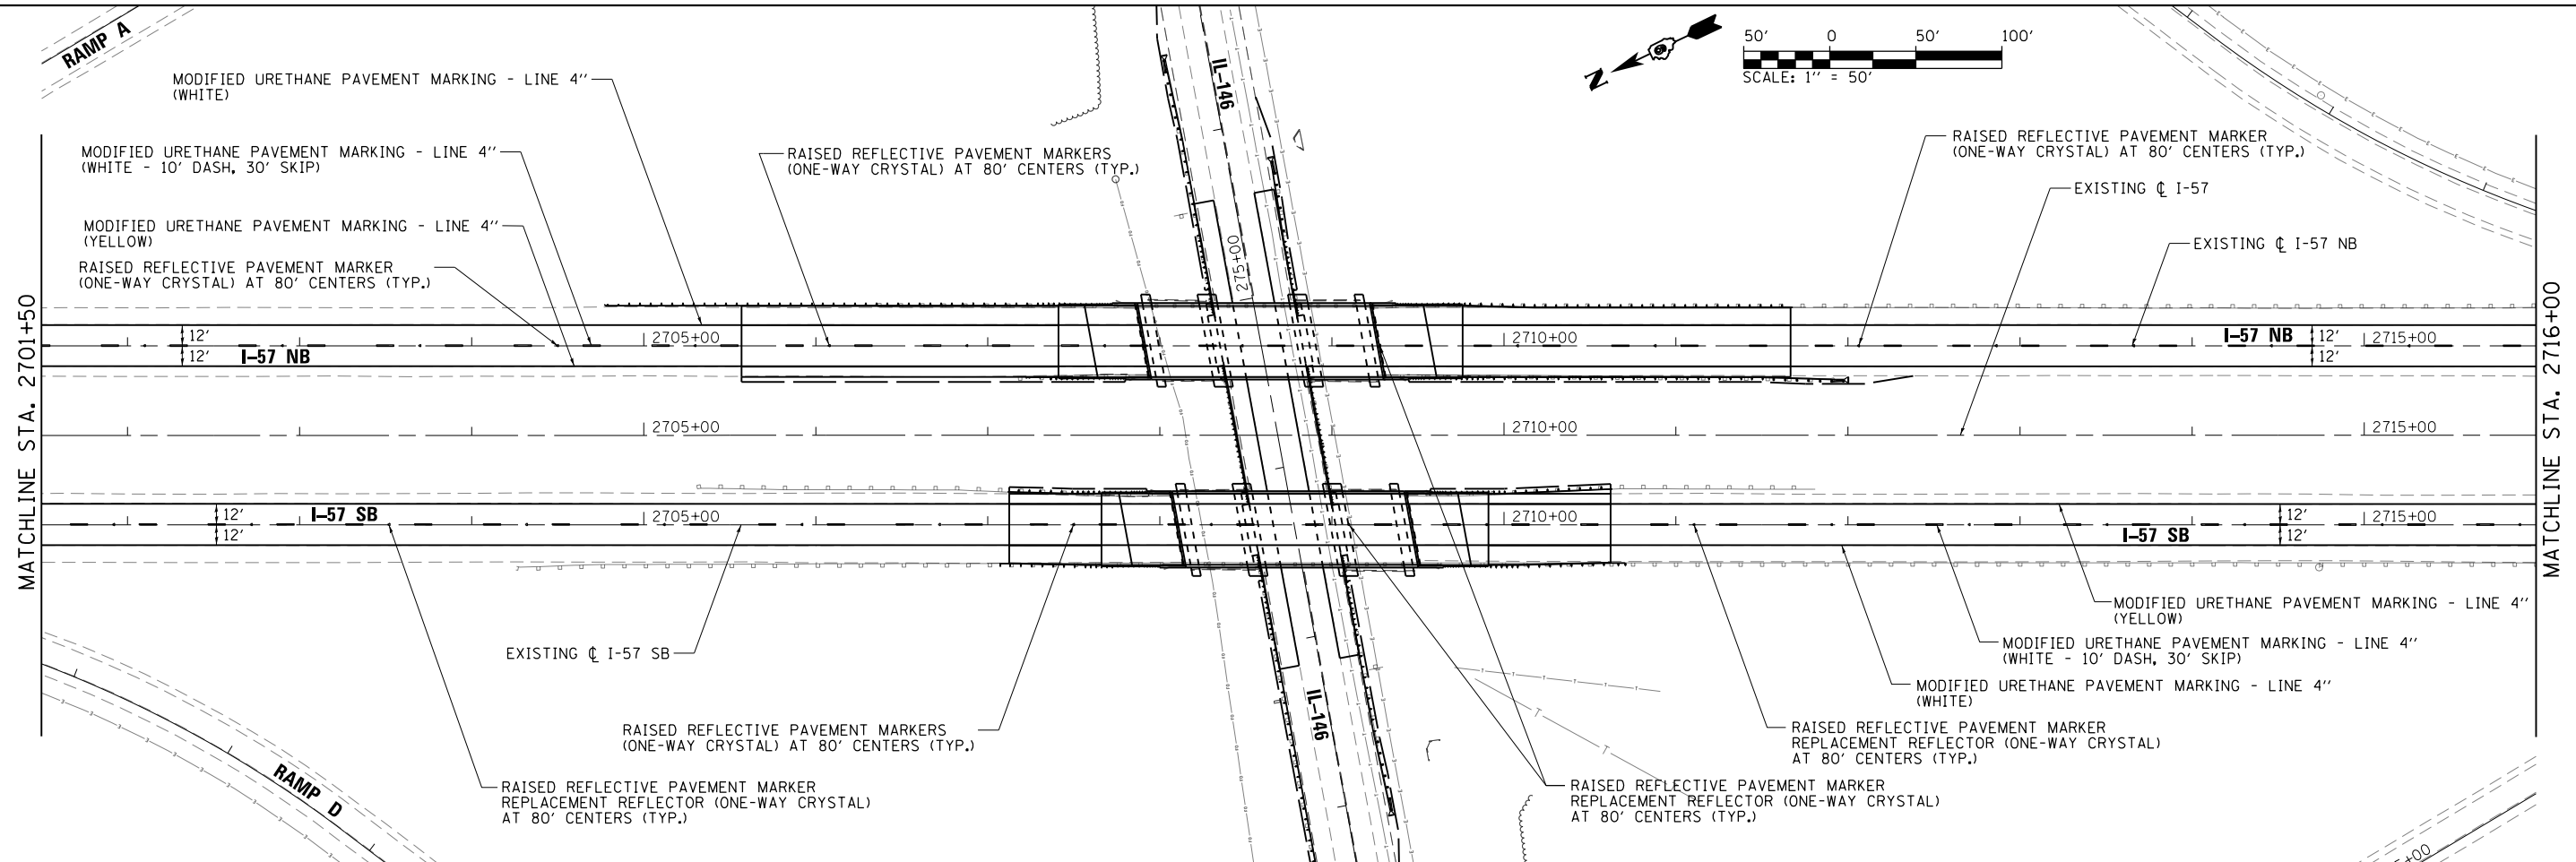 RAMP A
MODIFIED URETHANE PAVEMENT MARKING - LINE 4''
(WHITE)
MODIFIED URETHANE PAVEMENT MARKING - LINE 4''
(WHITE - 10' DASH, 30' SKIP)
MODIFIED URETHANE PAVEMENT MARKING - LINE 4''
(YELLOW)
RAISED REFLECTIVE PAVEMENT MARKER
(ONE-WAY CRYSTAL) AT 80' CENTERS (TYP.)
RAISED REFLECTIVE PAVEMENT MARKERS
(ONE-WAY CRYSTAL) AT 80' CENTERS (TYP.)
IL-146
275+00
N
50' 0 50' 100'
SCALE: 1'' = 50'
RAISED REFLECTIVE PAVEMENT MARKER
(ONE-WAY CRYSTAL) AT 80' CENTERS (TYP.)
EXISTING ℄ I-57
EXISTING ℄ I-57 NB
MATCHLINE STA. 2701+50
12'
12'
I-57 NB
2705+00
2710+00
I-57 NB
12'
12'
2715+00
MATCHLINE STA. 2716+00
2705+00
2710+00
2715+00
12'
12'
I-57 SB
2705+00
2710+00
I-57 SB
12'
12'
2715+00
EXISTING ℄ I-57 SB
RAISED REFLECTIVE PAVEMENT MARKERS
(ONE-WAY CRYSTAL) AT 80' CENTERS (TYP.)
RAISED REFLECTIVE PAVEMENT MARKER
REPLACEMENT REFLECTOR (ONE-WAY CRYSTAL)
AT 80' CENTERS (TYP.)
RAMP D
IL-146
MODIFIED URETHANE PAVEMENT MARKING - LINE 4''
(YELLOW)
MODIFIED URETHANE PAVEMENT MARKING - LINE 4''
(WHITE - 10' DASH, 30' SKIP)
MODIFIED URETHANE PAVEMENT MARKING - LINE 4''
(WHITE)
RAISED REFLECTIVE PAVEMENT MARKER
REPLACEMENT REFLECTOR (ONE-WAY CRYSTAL)
AT 80' CENTERS (TYP.)
RAISED REFLECTIVE PAVEMENT MARKER
REPLACEMENT REFLECTOR (ONE-WAY CRYSTAL)
AT 80' CENTERS (TYP.)
+00